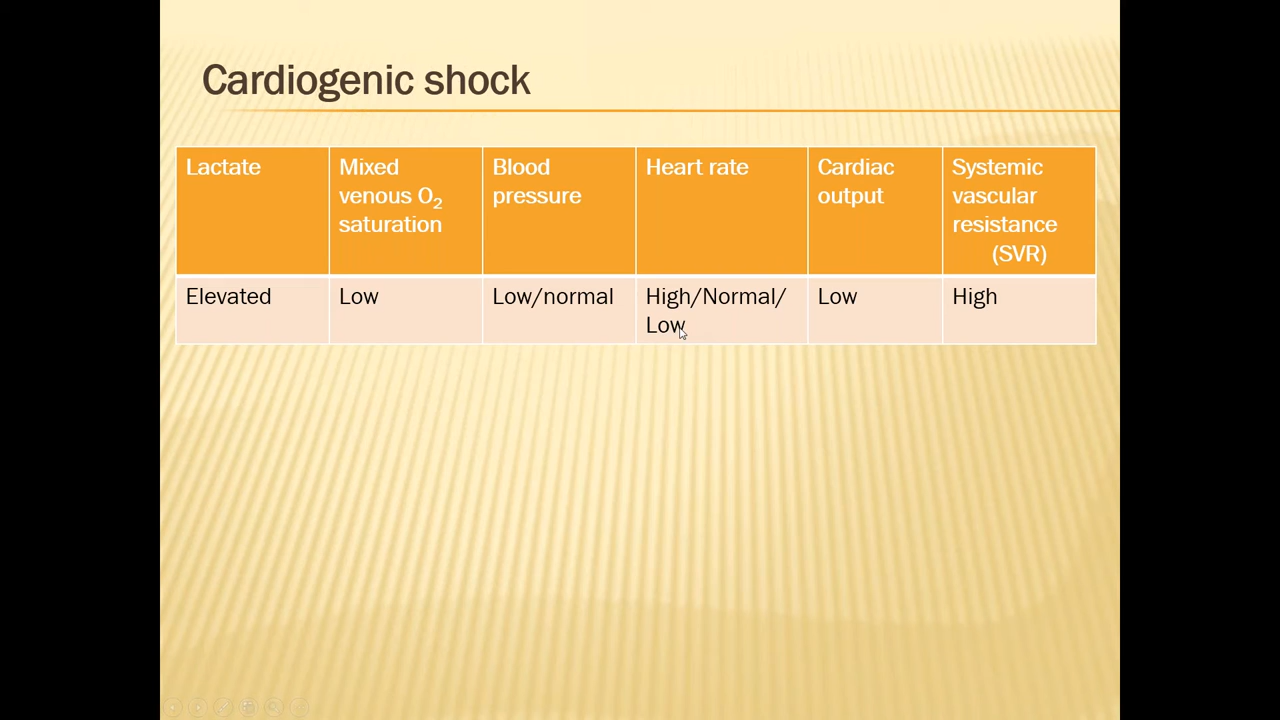 Cardiogenic shock
Lactate
Mixed
venous O₂
saturation
Blood
pressure
Heart rate
Cardiac
output
Systemic
vascular
resistance
(SVR)
Elevated
Low
Low/normal
High/Normal/
Low
Low
High